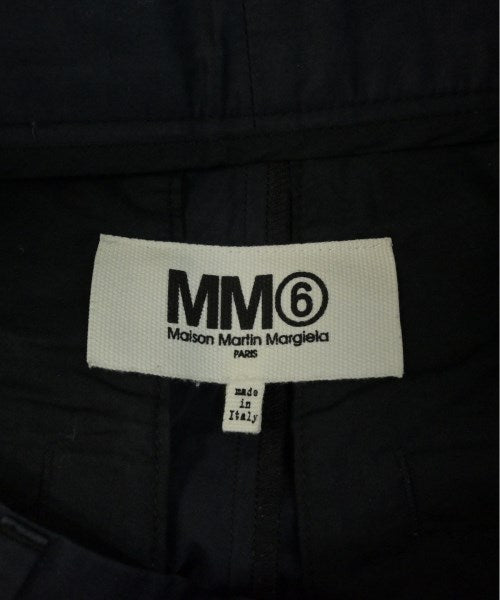 MM⑥
Maison Martin Margiela
PARIS
made
in
Italy